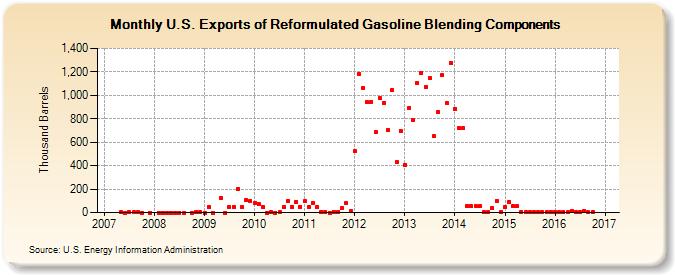 Monthly U.S. Exports of Reformulated Gasoline Blending Components
Thousand Barrels
1,400
1,200
1,000
800
600
400
200
0
2007 2008 2009 2010 2011 2012 2013 2014 2015 2016 2017
Source: U.S. Energy Information Administration